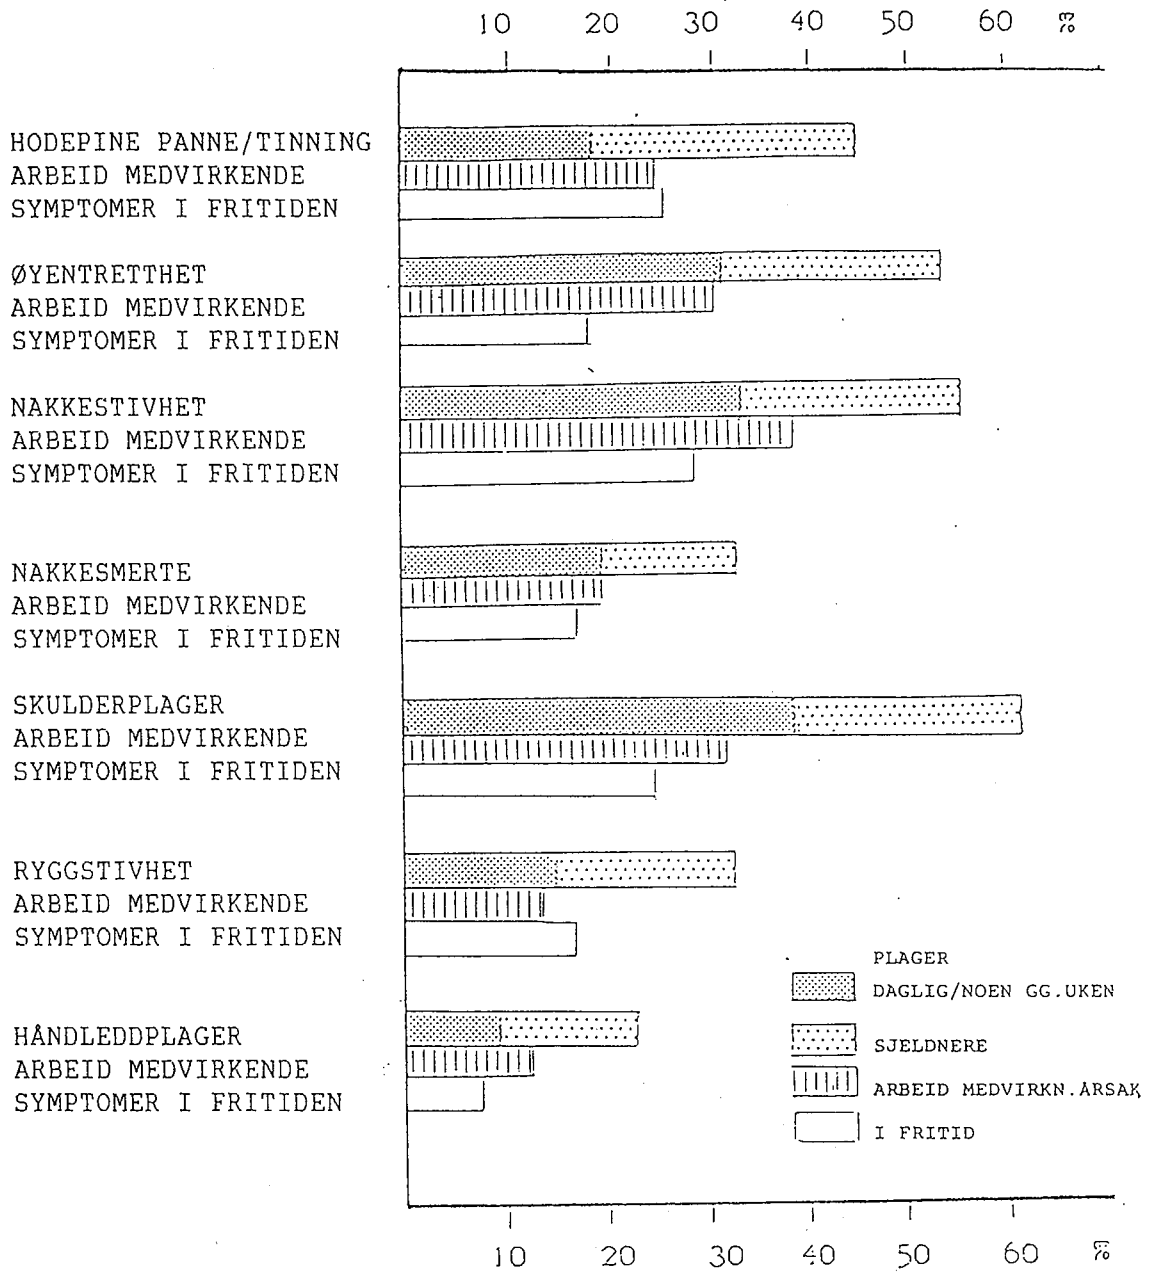 10 20 30 40 50 60 %
HODEPINE PANNE/TINNING
ARBEID MEDVIRKENDE
SYMPTOMER I FRITIDEN
ØYENTRETTHET
ARBEID MEDVIRKENDE
SYMPTOMER I FRITIDEN
NAKKESTIVHET
ARBEID MEDVIRKENDE
SYMPTOMER I FRITIDEN
NAKKESMERTE
ARBEID MEDVIRKENDE
SYMPTOMER I FRITIDEN
SKULDERPLAGER
ARBEID MEDVIRKENDE
SYMPTOMER I FRITIDEN
RYGGSTIVHET
ARBEID MEDVIRKENDE
SYMPTOMER I FRITIDEN
HÅNDLEDDPLAGER
ARBEID MEDVIRKENDE
SYMPTOMER I FRITIDEN
PLAGER
DAGLIG/NOEN GG.UKEN
SJELDNERE
ARBEID MEDVIRKN.ÅRSAK
I FRITID
10 20 30 40 50 60 %